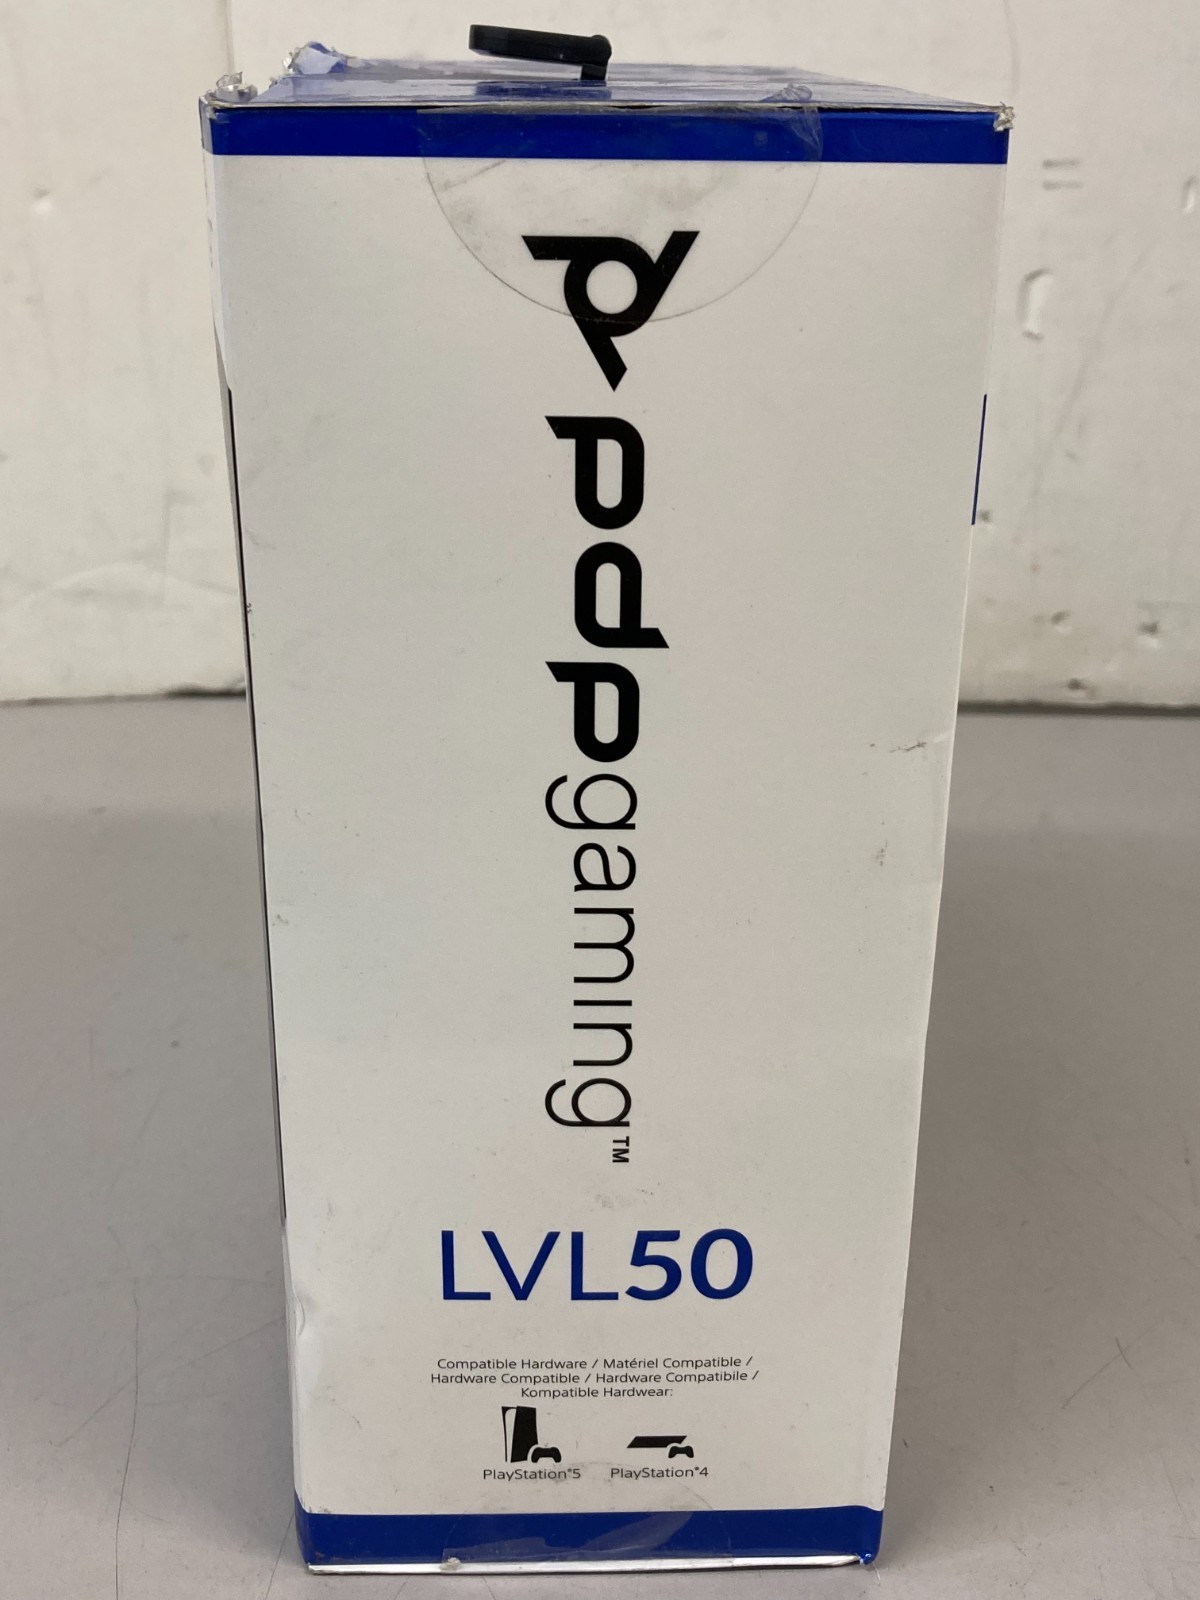 pdpgaming™
LVL50
Compatible Hardware / Matériel Compatible /
Hardware Compatible / Hardware Compatibile /
Kompatible Hardwear:
PlayStation®5 PlayStation®4